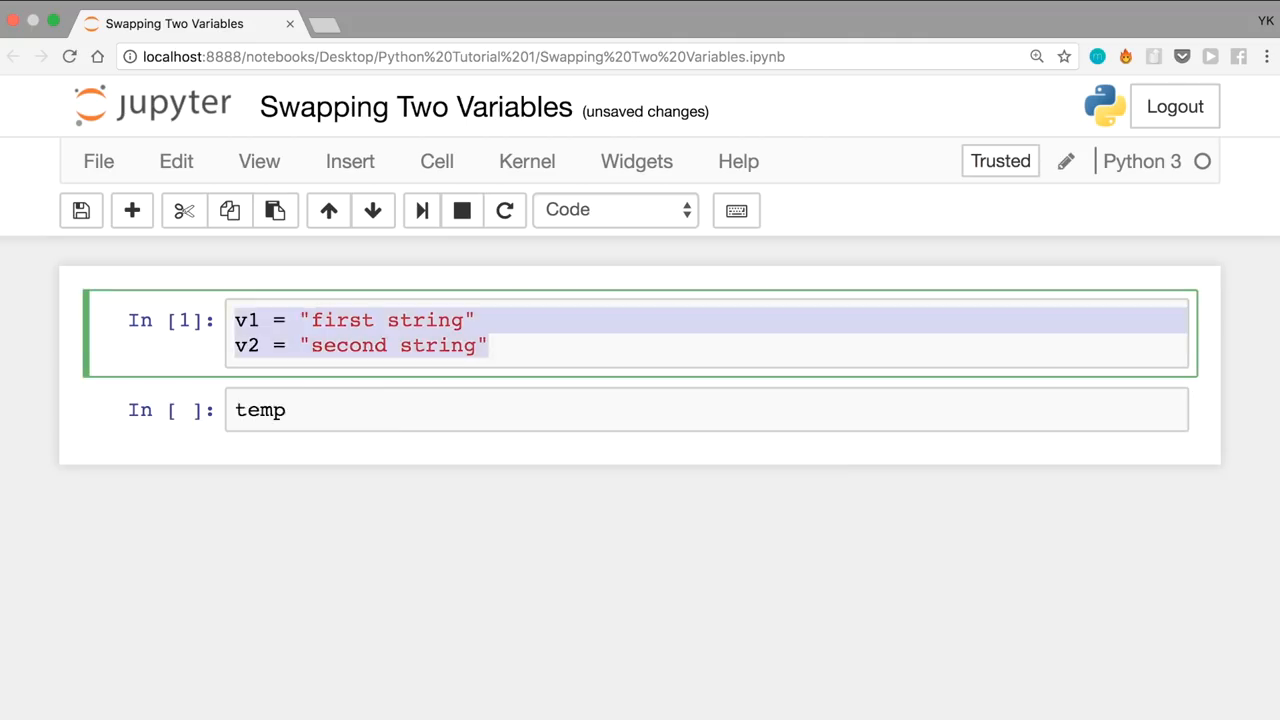 Swapping Two Variables
YK
localhost:8888/notebooks/Desktop/Python%20Tutorial%201/Swapping%20Two%20Variables.ipynb
jupyter Swapping Two Variables (unsaved changes) Logout
File Edit View Insert Cell Kernel Widgets Help Trusted Python 3
Code
In [1]: v1 = "first string"
v2 = "second string"
In [ ]: temp